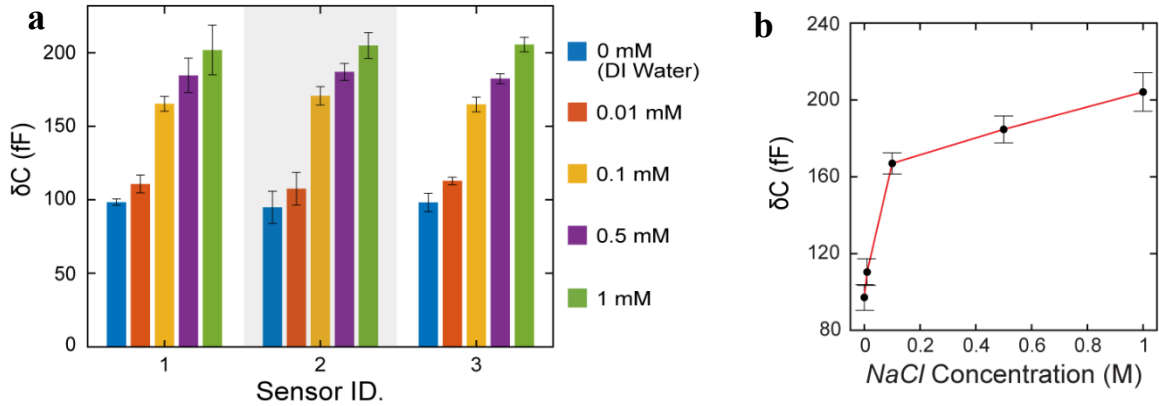 a
δC (fF)
200
150
100
50
0
1
2
3
Sensor ID.
0 mM
(DI Water)
0.01 mM
0.1 mM
0.5 mM
1 mM
b
δC (fF)
240
200
160
120
80
0
0.2
0.4
0.6
0.8
1
NaCl Concentration (M)